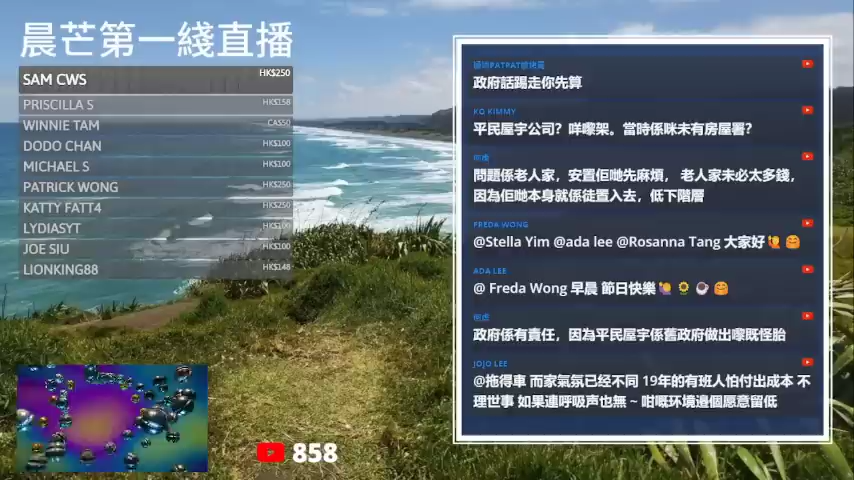 晨芒第一綫直播
SAM CWS HK$250
PRISCILLA S HK$158
WINNIE TAM CA$50
DODO CHAN HK$100
MICHAEL S HK$100
PATRICK WONG HK$250
KATTY FATT4 HK$250
LYDIASYT
JOE SIU HK$100
LIONKING88 HK$148
858
政府話踢走你先算
KO KIMMY
平民屋宇公司？咩嚟架。當時係咪未有房屋署？
問題係老人家，安置佢哋先麻煩， 老人家未必太多錢，
因為佢哋本身就係徒置入去，低下階層
FREDA WONG
@Stella Yim @ada lee @Rosanna Tang 大家好
ADA LEE
@ Freda Wong 早晨 節日快樂
政府係有責任，因為平民屋宇係舊政府做出嚟既怪胎
JOJO LEE
@拖得車 而家氣氛已经不同 19年的有班人怕付出成本 不
理世事 如果連呼吸声也無 ~ 咁嘅环境邊個愿意留低